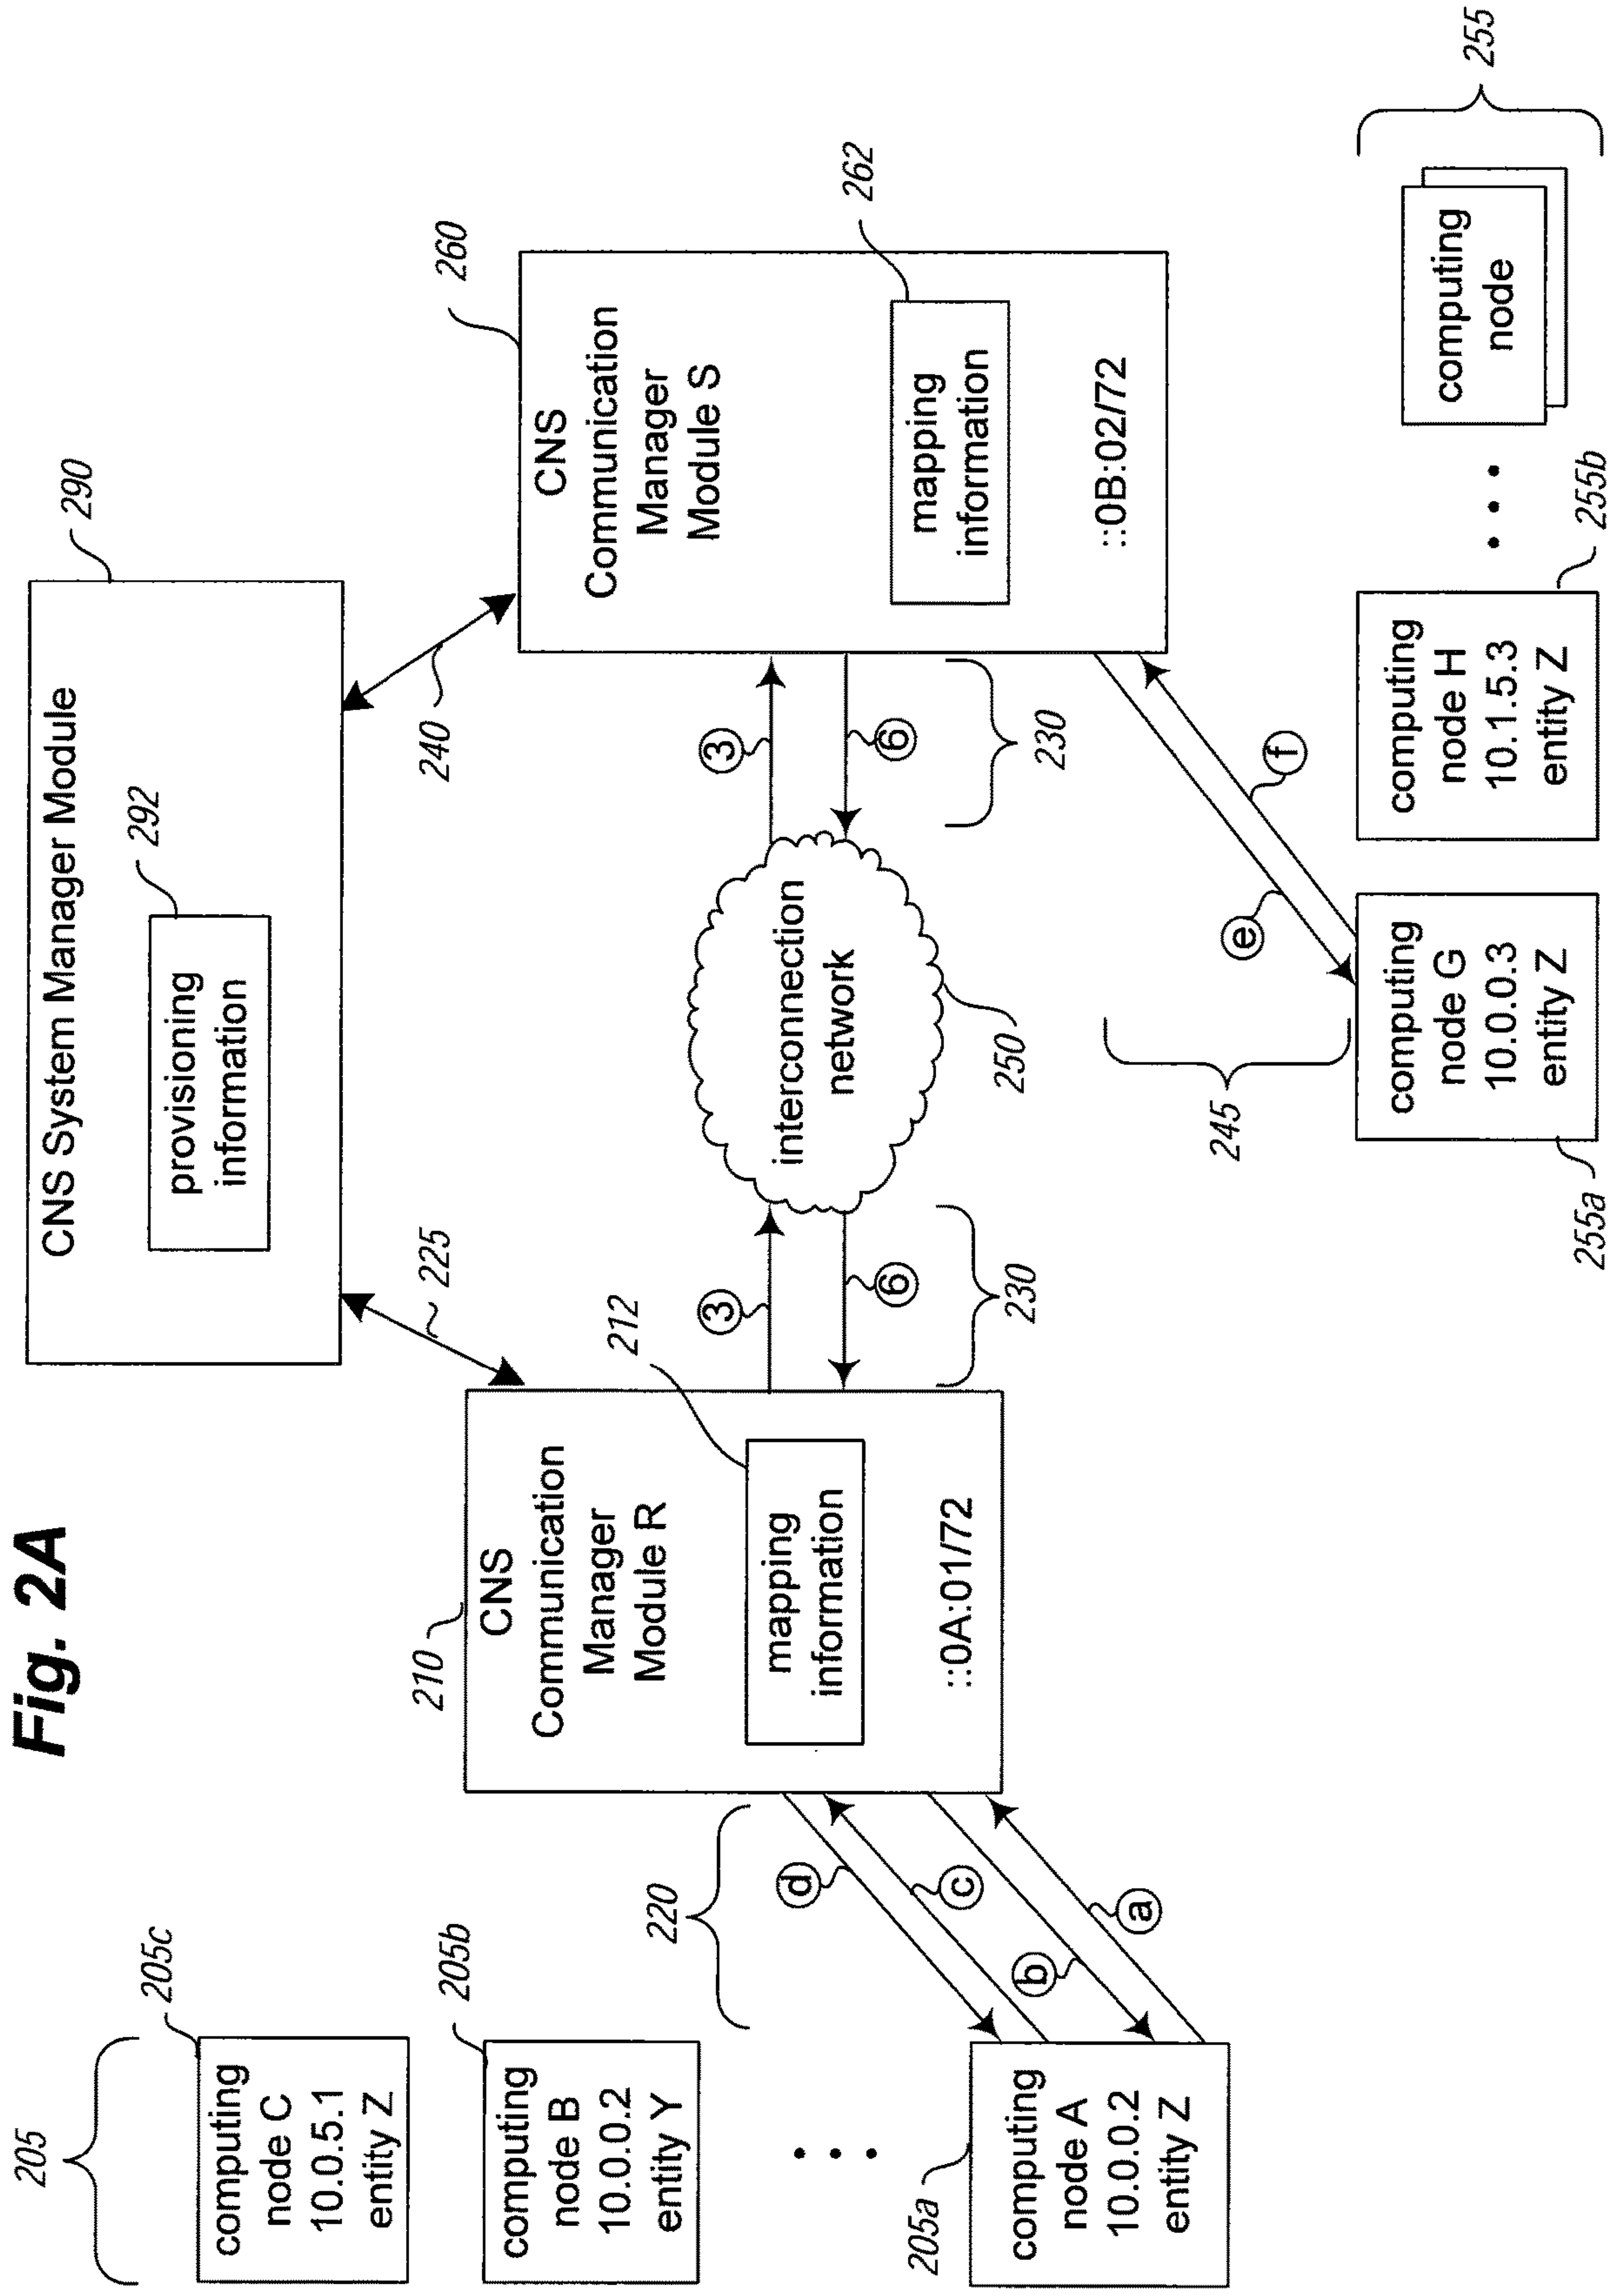 Fig. 2A
CNS System Manager Module
290
provisioning
information
292
225
240
210
CNS
Communication
Manager
Module R
mapping
information
212
::0A:01/72
260
CNS
Communication
Manager
Module S
mapping
information
262
::0B:02/72
3
6
230
interconnection
network
250
3
6
230
205
205c
computing
node C
10.0.5.1
entity Z
205b
computing
node B
10.0.0.2
entity Y
205a
computing
node A
10.0.0.2
entity Z
220
d
c
b
a
245
e
f
255a
computing
node G
10.0.0.3
entity Z
255b
computing
node H
10.1.5.3
entity Z
computing
node
255